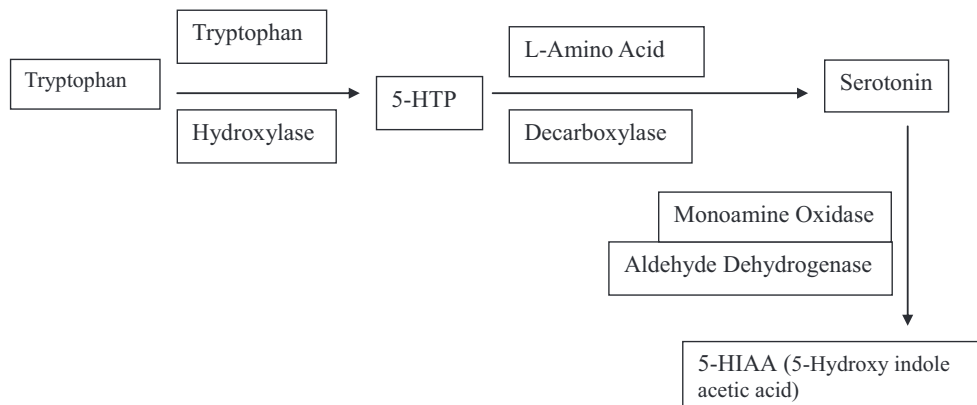 Tryptophan
Tryptophan
Hydroxylase
5-HTP
L-Amino Acid
Decarboxylase
Serotonin
Monoamine Oxidase
Aldehyde Dehydrogenase
5-HIAA (5-Hydroxy indole
acetic acid)